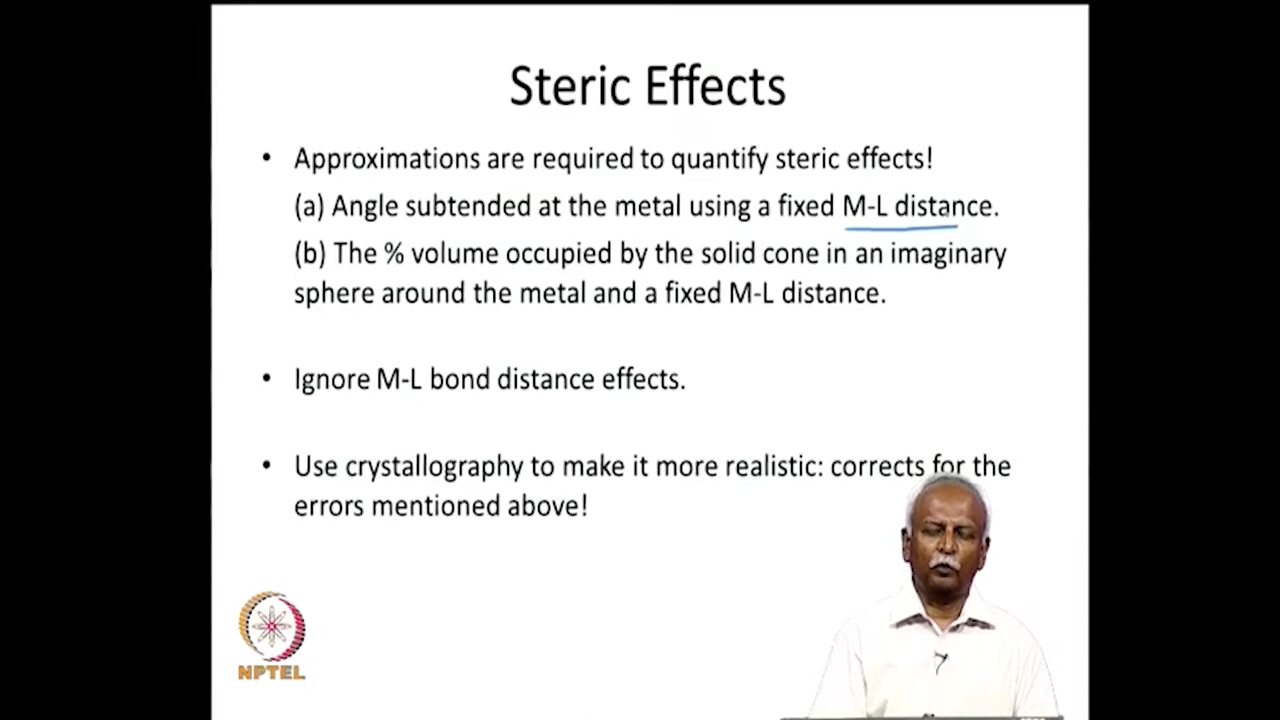 Steric Effects
• Approximations are required to quantify steric effects!
(a) Angle subtended at the metal using a fixed M-L distance.
(b) The % volume occupied by the solid cone in an imaginary
sphere around the metal and a fixed M-L distance.
• Ignore M-L bond distance effects.
• Use crystallography to make it more realistic: corrects for the
errors mentioned above!
NPTEL